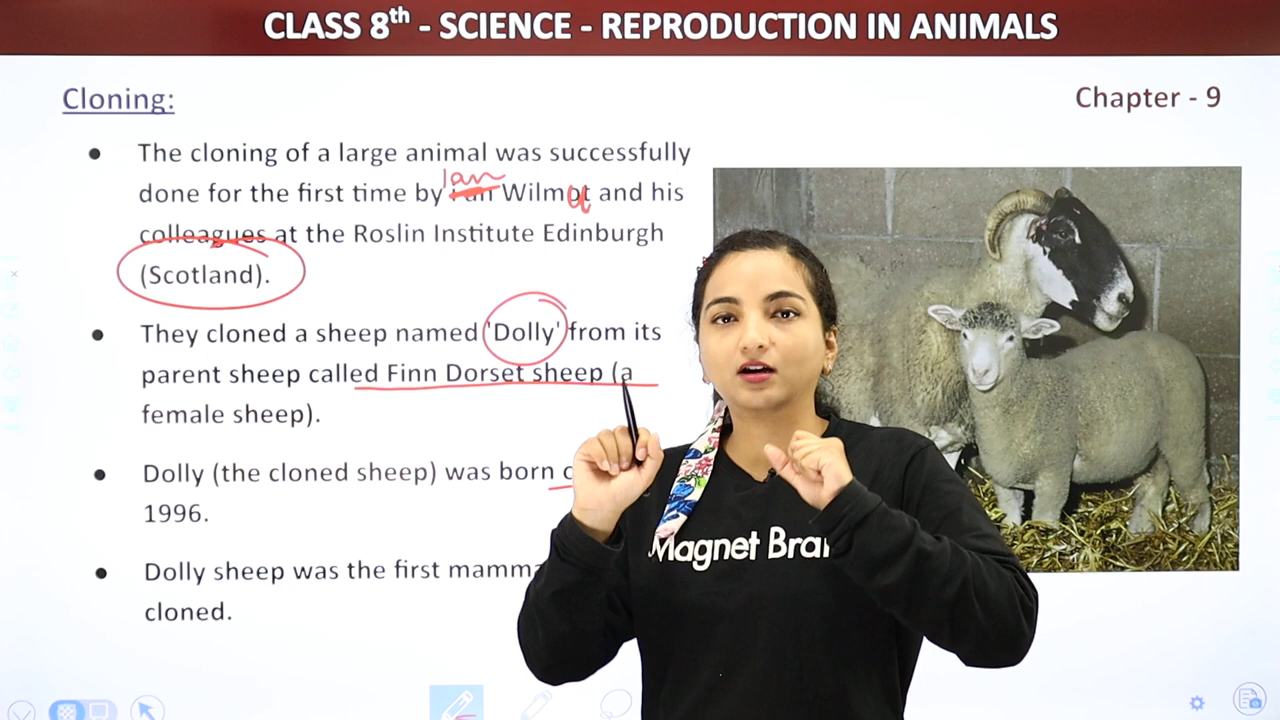 CLASS 8th - SCIENCE - REPRODUCTION IN ANIMALS
Cloning:
Chapter - 9
● The cloning of a large animal was successfully
Ian
done for the first time by Wilmut and his
colleagues at the Roslin Institute Edinburgh
(Scotland).
● They cloned a sheep named 'Dolly' from its
parent sheep called Finn Dorset sheep (a
female sheep).
● Dolly (the cloned sheep) was born
1996.
● Dolly sheep was the first
cloned.
Magnet